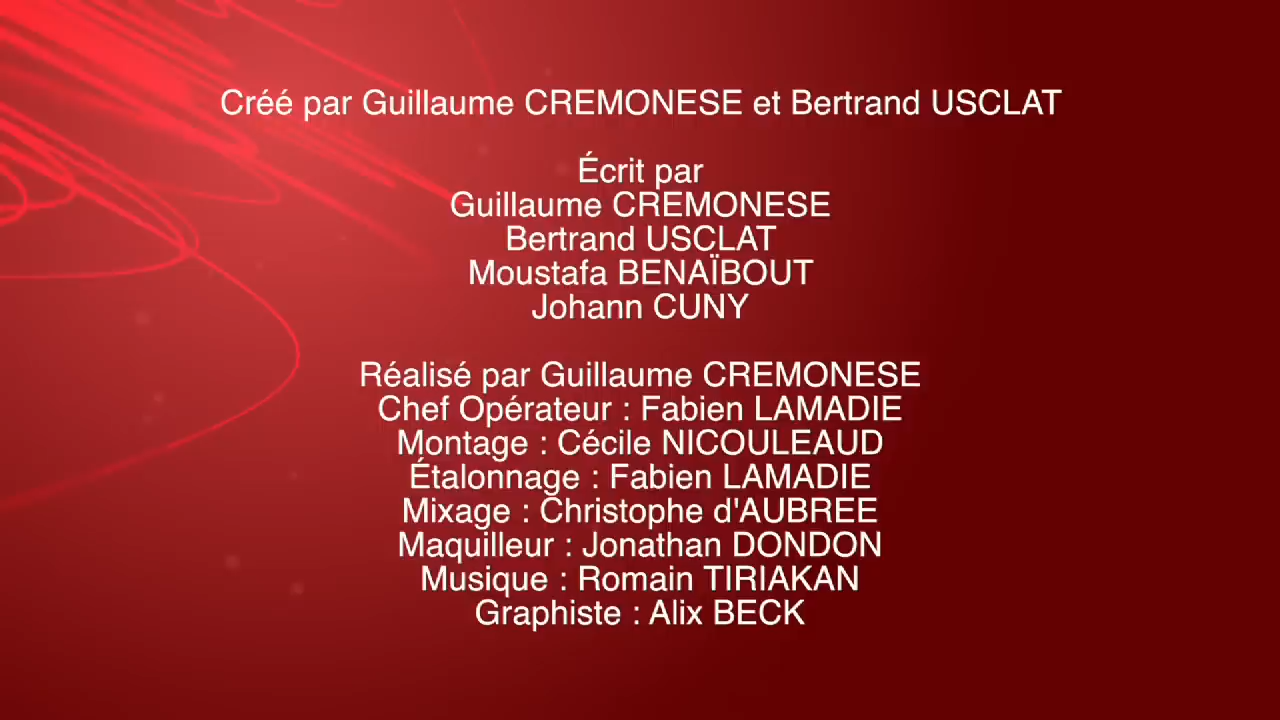 Créé par Guillaume CREMONESE et Bertrand USCLAT
Écrit par
Guillaume CREMONESE
Bertrand USCLAT
Moustafa BENAÏBOUT
Johann CUNY
Réalisé par Guillaume CREMONESE
Chef Opérateur : Fabien LAMADIE
Montage : Cécile NICOULEAUD
Étalonnage : Fabien LAMADIE
Mixage : Christophe d'AUBREE
Maquilleur : Jonathan DONDON
Musique : Romain TIRIAKAN
Graphiste : Alix BECK